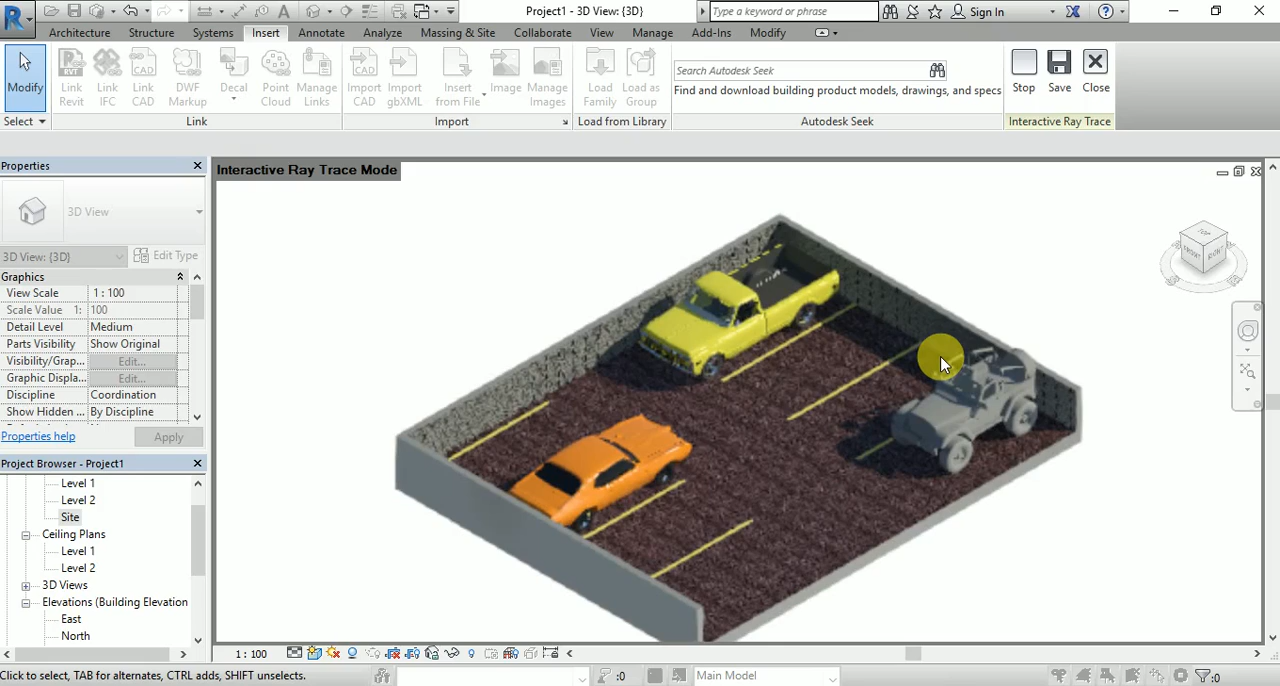 Project1 - 3D View: {3D}
Type a keyword or phrase
Sign In
Architecture Structure Systems Insert Annotate Analyze Massing & Site Collaborate View Manage Add-Ins Modify
Modify
Link Revit
Link IFC
Link CAD
DWF Markup
Decal
Point Cloud
Manage Links
Import CAD
Import gbXML
Insert from File
Image
Manage Images
Load Family
Load as Group
Search Autodesk Seek
Find and download building product models, drawings, and specs
Stop
Save
Close
Select
Link
Import
Load from Library
Autodesk Seek
Interactive Ray Trace
Properties
3D View
3D View: {3D}
Edit Type
Graphics
View Scale 1 : 100
Scale Value 1: 100
Detail Level Medium
Parts Visibility Show Original
Visibility/Grap... Edit...
Graphic Displa... Edit...
Discipline Coordination
Show Hidden ... By Discipline
Properties help
Apply
Project Browser - Project1
Level 1
Level 2
Site
Ceiling Plans
Level 1
Level 2
3D Views
Elevations (Building Elevation
East
North
Interactive Ray Trace Mode
TOP
FRONT
1 : 100
Click to select, TAB for alternates, CTRL adds, SHIFT unselects.
:0
Main Model
:0